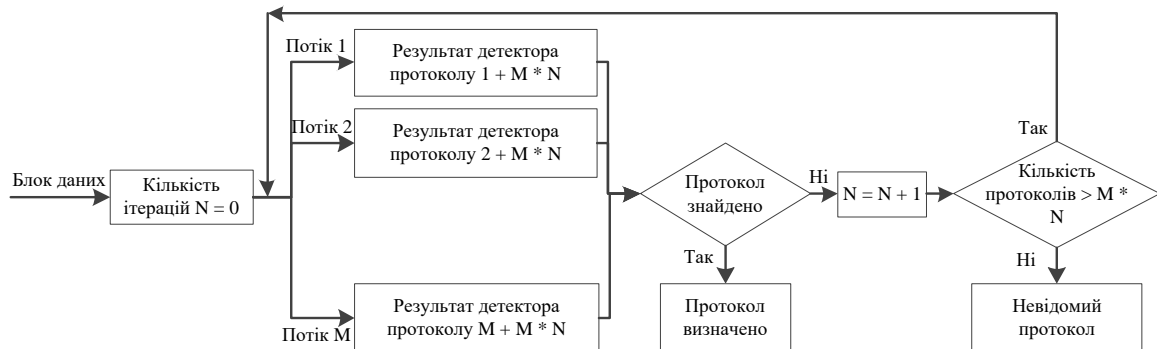 Блок даних
Кількість
ітерацій N = 0
Потік 1
Результат детектора
протоколу 1 + M * N
Потік 2
Результат детектора
протоколу 2 + M * N
Потік M
Результат детектора
протоколу M + M * N
Протокол
знайдено
Ні
Так
Протокол
визначено
N = N + 1
Кількість
протоколів > M *
N
Так
Ні
Невідомий
протокол